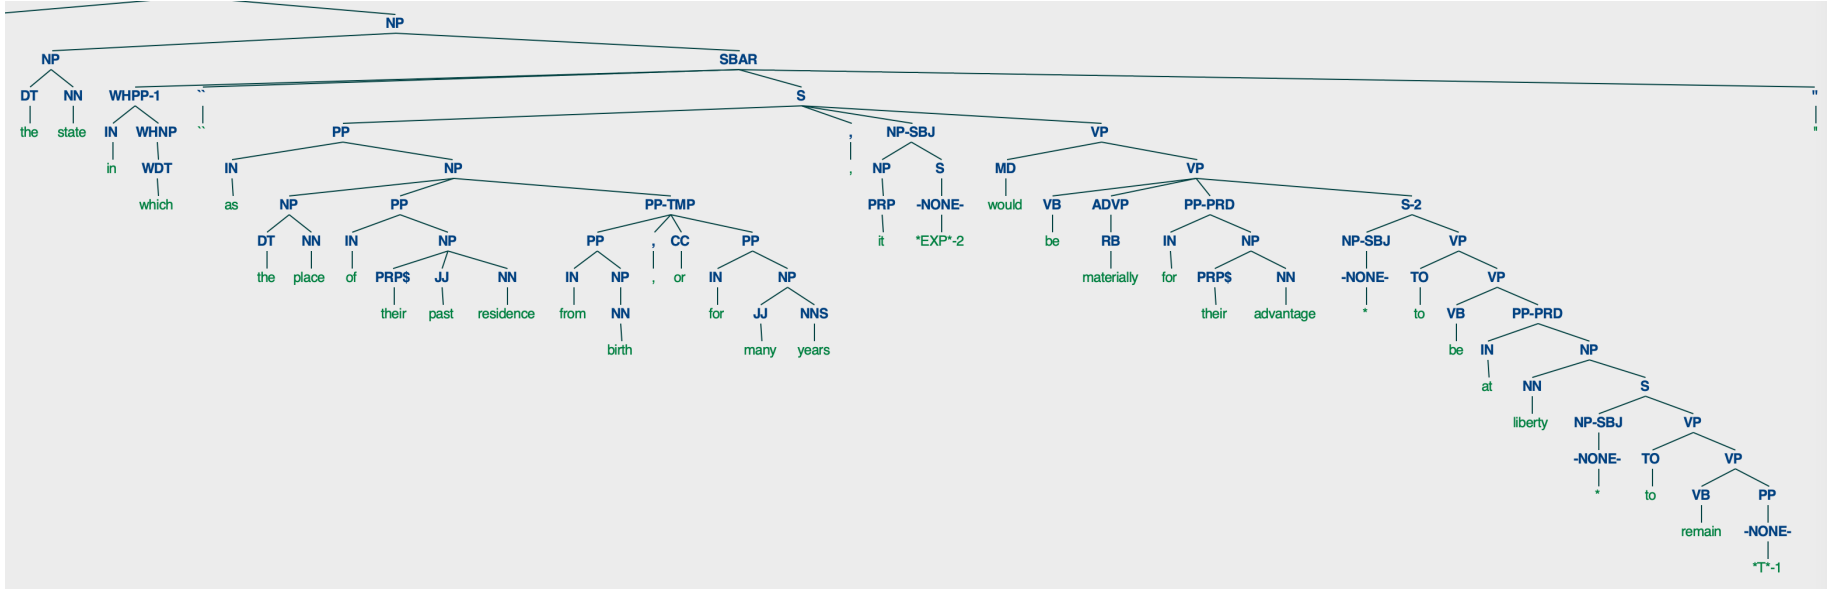 NP
NP SBAR
DT NN WHPP-1 `` S "
the state IN WHNP `` PP , NP-SBJ VP "
in WDT IN NP , NP S MD VP
which as NP PP PP-TMP PRP -NONE- would VB ADVP PP-PRD S-2
DT NN IN NP PP , CC PP it *EXP*-2 be RB IN NP NP-SBJ VP
the place of PRP$ JJ NN IN NP , or IN NP materially for PRP$ NN -NONE- TO VP
their past residence from NN for JJ NNS their advantage * to VB PP-PRD
birth many years be IN NP
at NN S
liberty NP-SBJ VP
-NONE- TO VP
* to VB PP
remain -NONE-
*T*-1